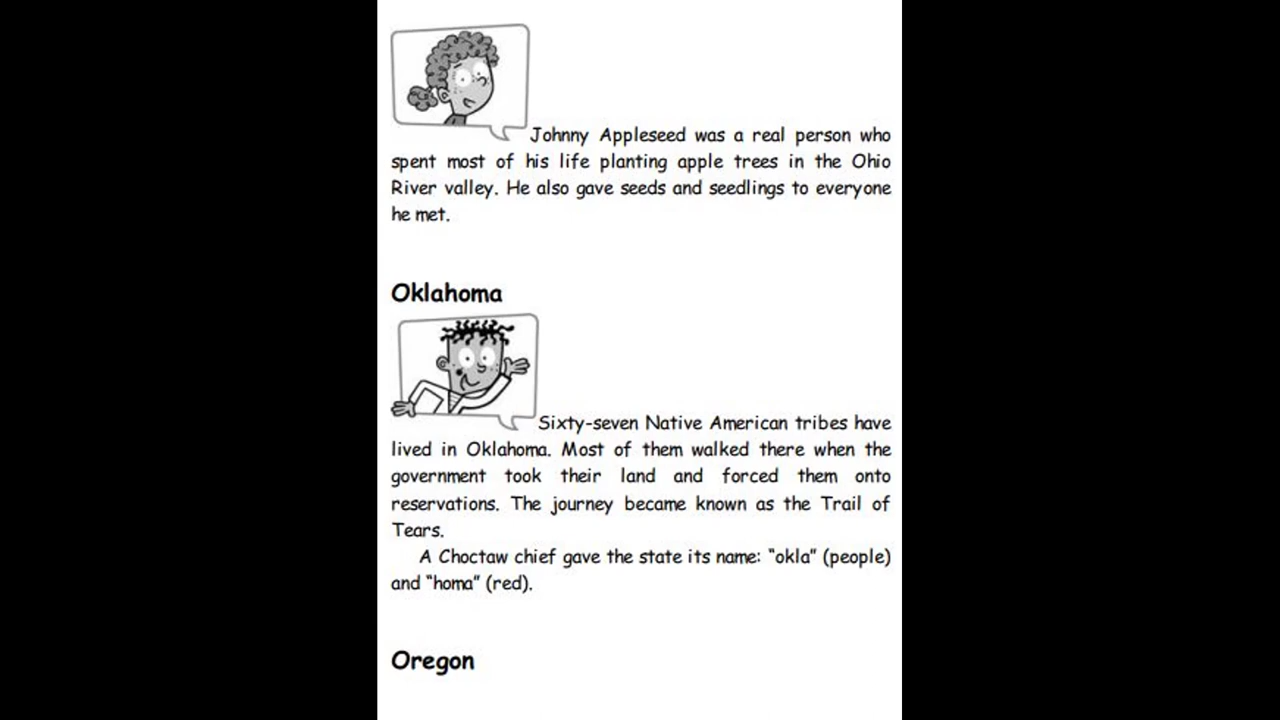 Johnny Appleseed was a real person who
spent most of his life planting apple trees in the Ohio
River valley. He also gave seeds and seedlings to everyone
he met.
Oklahoma
Sixty-seven Native American tribes have
lived in Oklahoma. Most of them walked there when the
government took their land and forced them onto
reservations. The journey became known as the Trail of
Tears.
A Choctaw chief gave the state its name: “okla” (people)
and “homa” (red).
Oregon